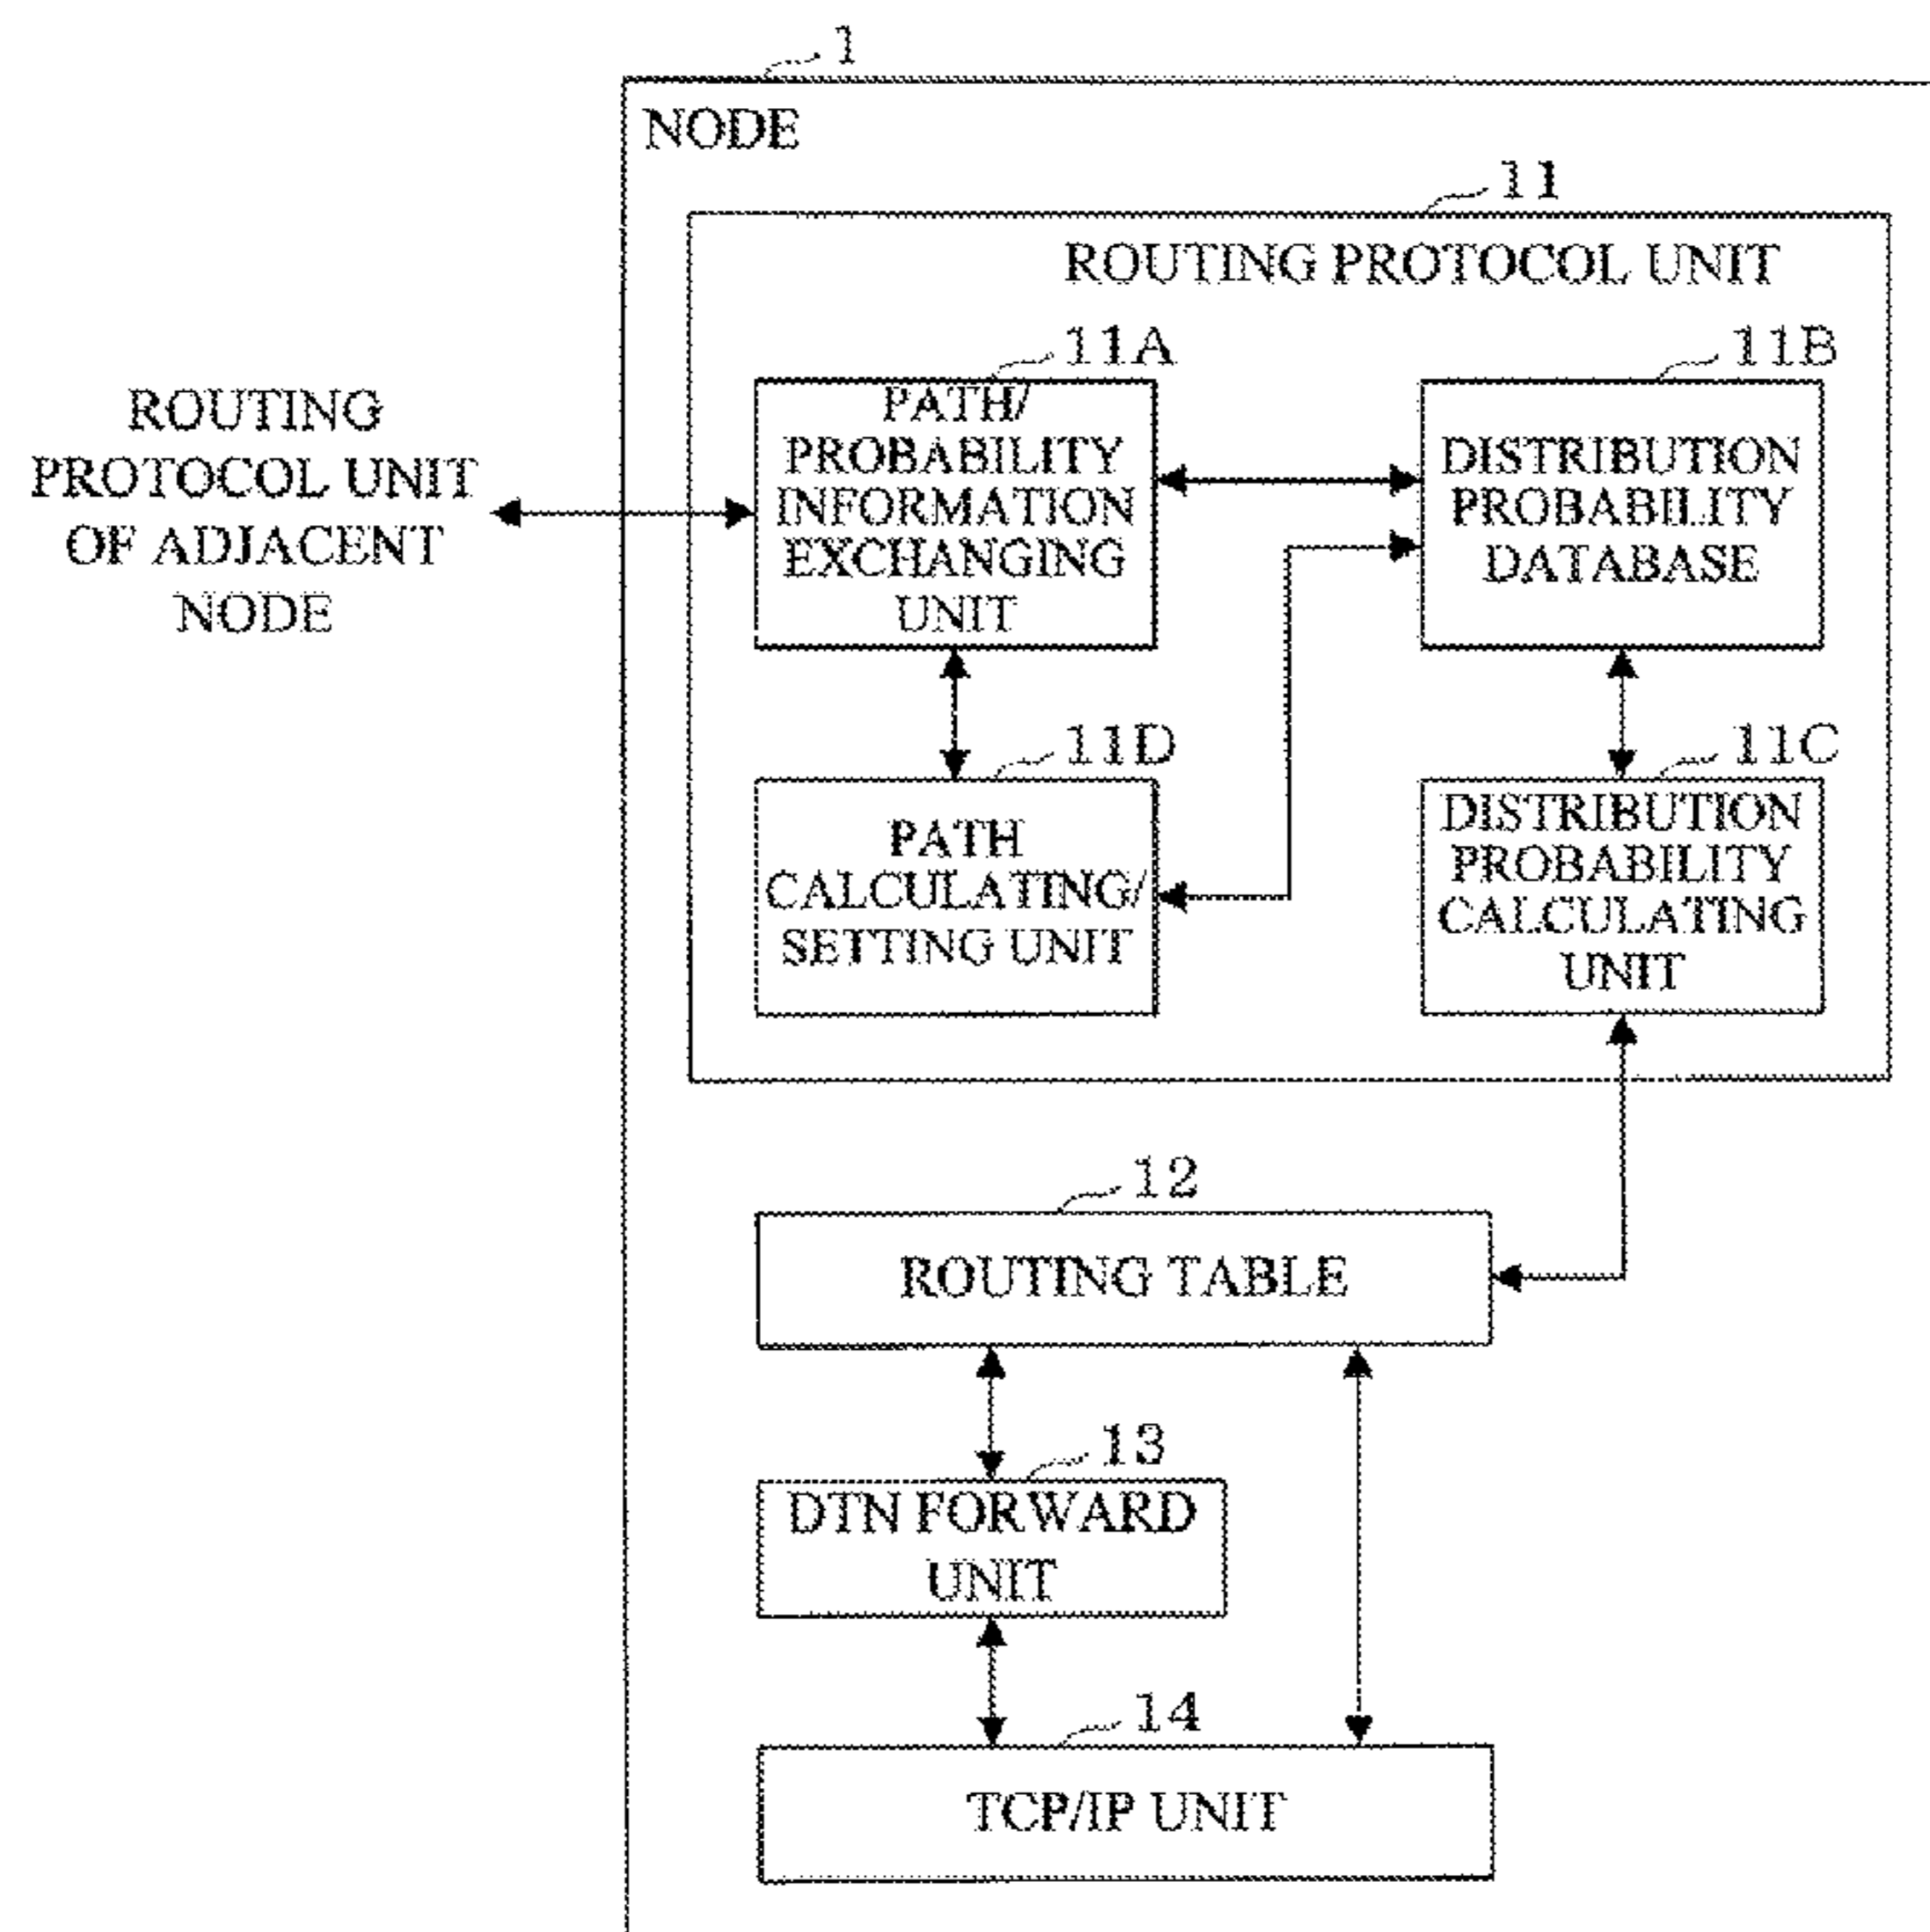 1
NODE
11
ROUTING PROTOCOL UNIT
11A
PATH/
PROBABILITY
INFORMATION
EXCHANGING
UNIT
11B
DISTRIBUTION
PROBABILITY
DATABASE
ROUTING
PROTOCOL UNIT
OF ADJACENT
NODE
11D
PATH
CALCULATING/
SETTING UNIT
11C
DISTRIBUTION
PROBABILITY
CALCULATING
UNIT
12
ROUTING TABLE
13
DTN FORWARD
UNIT
14
TCP/IP UNIT